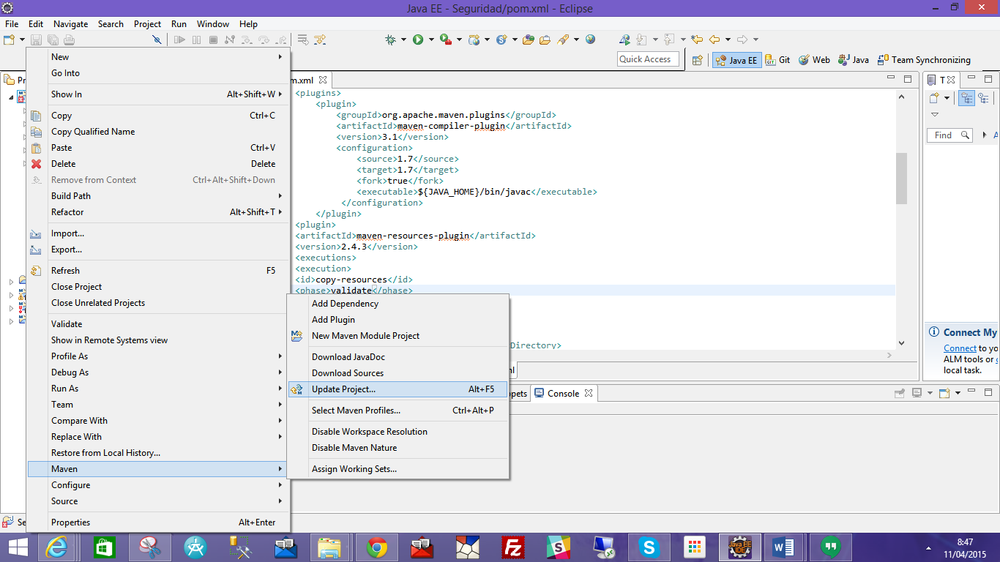 Java EE - Seguridad/pom.xml - Eclipse
File Edit Navigate Search Project Run Window Help
Quick Access
Java EE Git Web Java Team Synchronizing
New
Go Into
Show In Alt+Shift+W
Copy Ctrl+C
Copy Qualified Name
Paste Ctrl+V
Delete Delete
Remove from Context Ctrl+Alt+Shift+Down
Build Path
Refactor Alt+Shift+T
Import...
Export...
Refresh F5
Close Project
Close Unrelated Projects
Validate
Show in Remote Systems view
Profile As
Debug As
Run As
Team
Compare With
Replace With
Restore from Local History...
Maven
Configure
Source
Properties Alt+Enter
m.xml
<plugins>
<plugin>
<groupId>org.apache.maven.plugins</groupId>
<artifactId>maven-compiler-plugin</artifactId>
<version>3.1</version>
<configuration>
<source>1.7</source>
<target>1.7</target>
<fork>true</fork>
<executable>${JAVA_HOME}/bin/javac</executable>
</configuration>
</plugin>
<plugin>
<artifactId>maven-resources-plugin</artifactId>
<version>2.4.3</version>
<executions>
<execution>
<id>copy-resources</id>
<phase>validate</phase>
Directory>
Add Dependency
Add Plugin
New Maven Module Project
Download JavaDoc
Download Sources
Update Project... Alt+F5
Select Maven Profiles... Ctrl+Alt+P
Disable Workspace Resolution
Disable Maven Nature
Assign Working Sets...
ppets Console
T
Find A
Connect My
Connect to yo
ALM tools or
local task.
Pr
Se
Java EE
IDE
8:47
11/04/2015